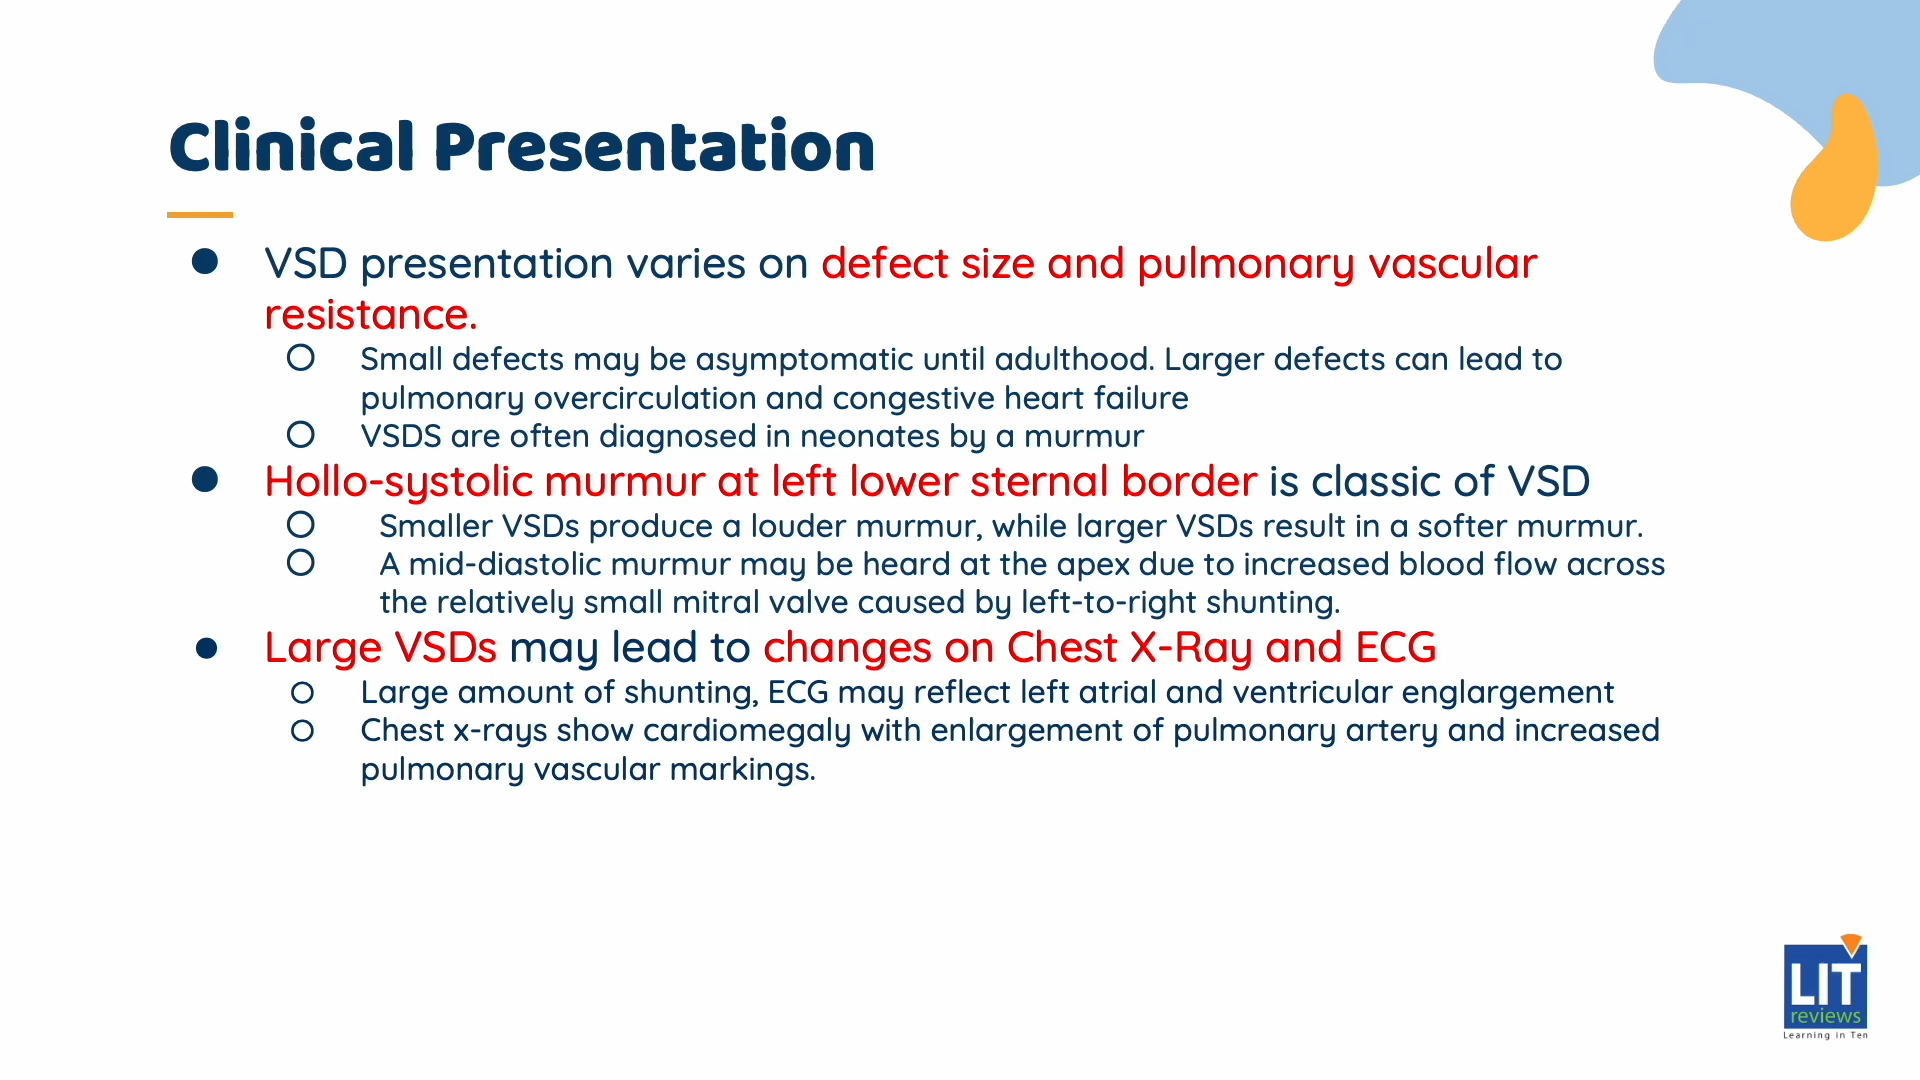 Clinical Presentation
● VSD presentation varies on defect size and pulmonary vascular
resistance.
○ Small defects may be asymptomatic until adulthood. Larger defects can lead to
pulmonary overcirculation and congestive heart failure
○ VSDS are often diagnosed in neonates by a murmur
● Hollo-systolic murmur at left lower sternal border is classic of VSD
○ Smaller VSDs produce a louder murmur, while larger VSDs result in a softer murmur.
○ A mid-diastolic murmur may be heard at the apex due to increased blood flow across
the relatively small mitral valve caused by left-to-right shunting.
● Large VSDs may lead to changes on Chest X-Ray and ECG
○ Large amount of shunting, ECG may reflect left atrial and ventricular englargement
○ Chest x-rays show cardiomegaly with enlargement of pulmonary artery and increased
pulmonary vascular markings.
LIT
reviews
Learning in Ten